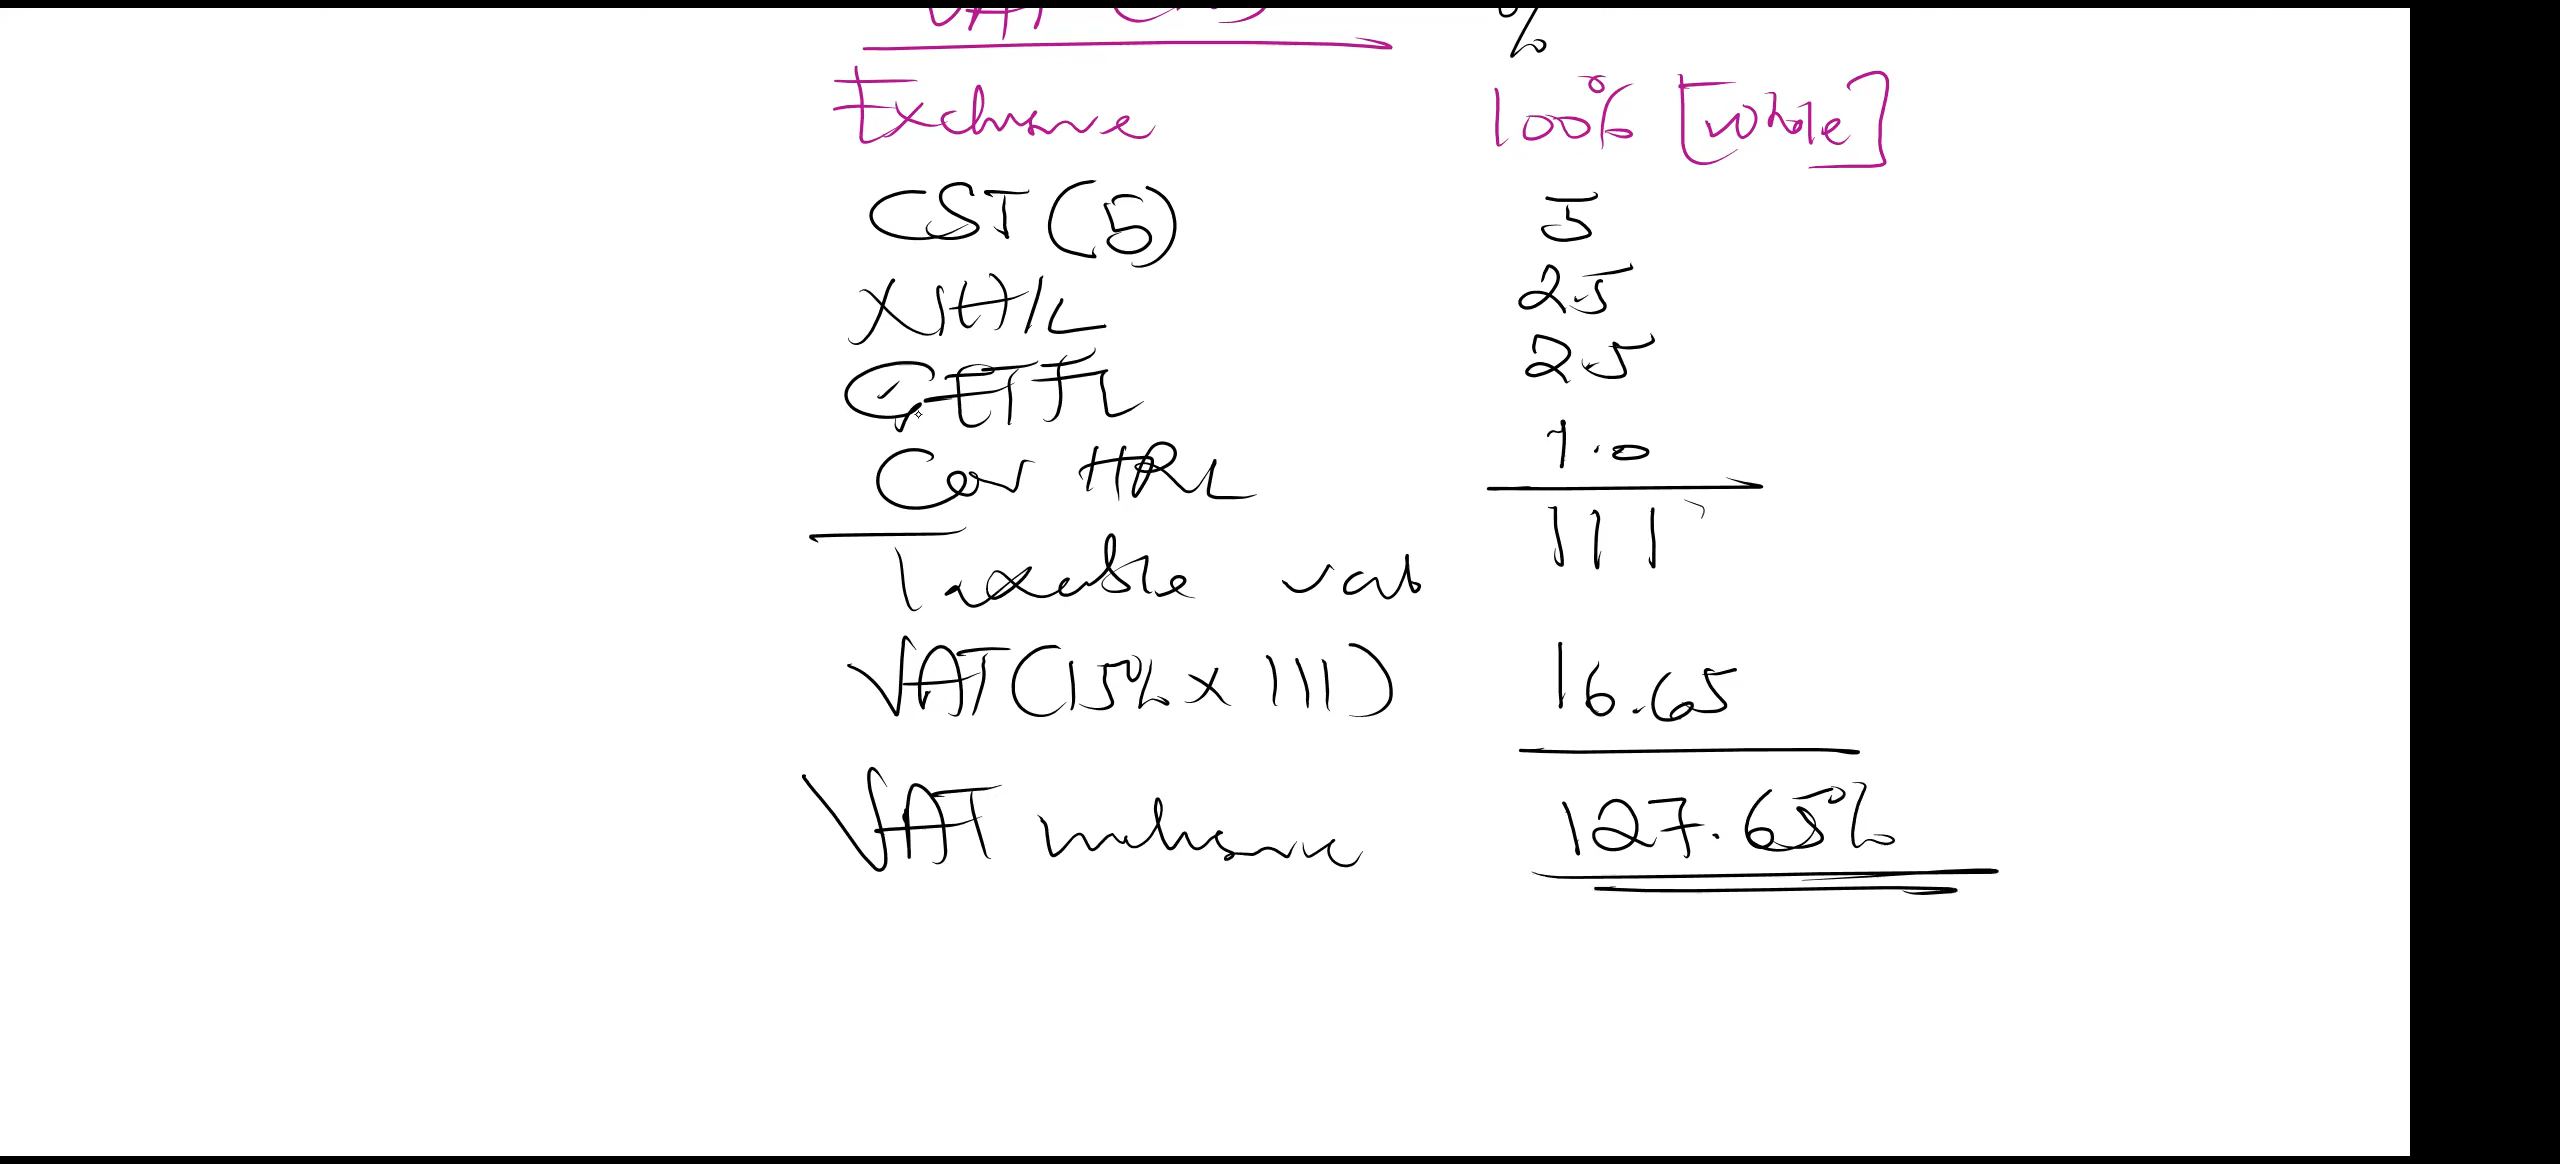 %
Exclusive 100% [whole]
CST (5) 5
NHIL 2.5
GETFL 2.5
Cov HRL 1.0
Taxable val 111
VAT (15% x 111) 16.65
VAT inclusive 127.65%